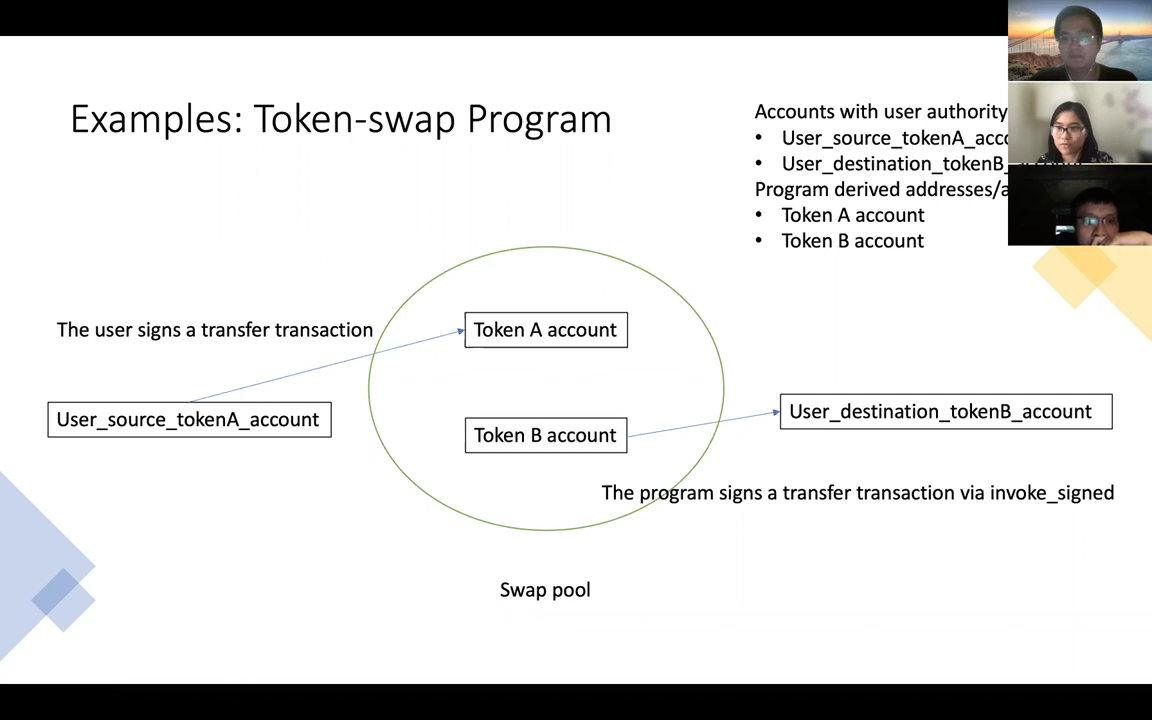 Examples: Token-swap Program
Accounts with user authority
• User_source_tokenA_acco
• User_destination_tokenB_
Program derived addresses/a
• Token A account
• Token B account
The user signs a transfer transaction
Token A account
User_source_tokenA_account
Token B account
User_destination_tokenB_account
The program signs a transfer transaction via invoke_signed
Swap pool